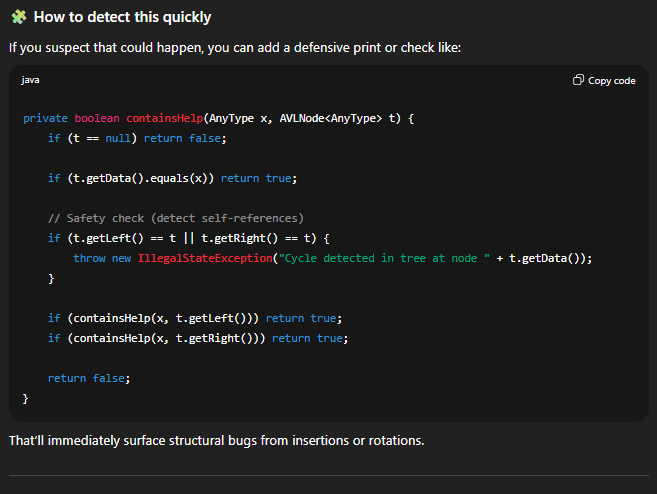 🧩 How to detect this quickly
If you suspect that could happen, you can add a defensive print or check like:
java
Copy code
private boolean containsHelp(AnyType x, AVLNode<AnyType> t) {
    if (t == null) return false;

    if (t.getData().equals(x)) return true;

    // Safety check (detect self-references)
    if (t.getLeft() == t || t.getRight() == t) {
        throw new IllegalStateException("Cycle detected in tree at node " + t.getData());
    }

    if (containsHelp(x, t.getLeft())) return true;
    if (containsHelp(x, t.getRight())) return true;

    return false;
}
That'll immediately surface structural bugs from insertions or rotations.